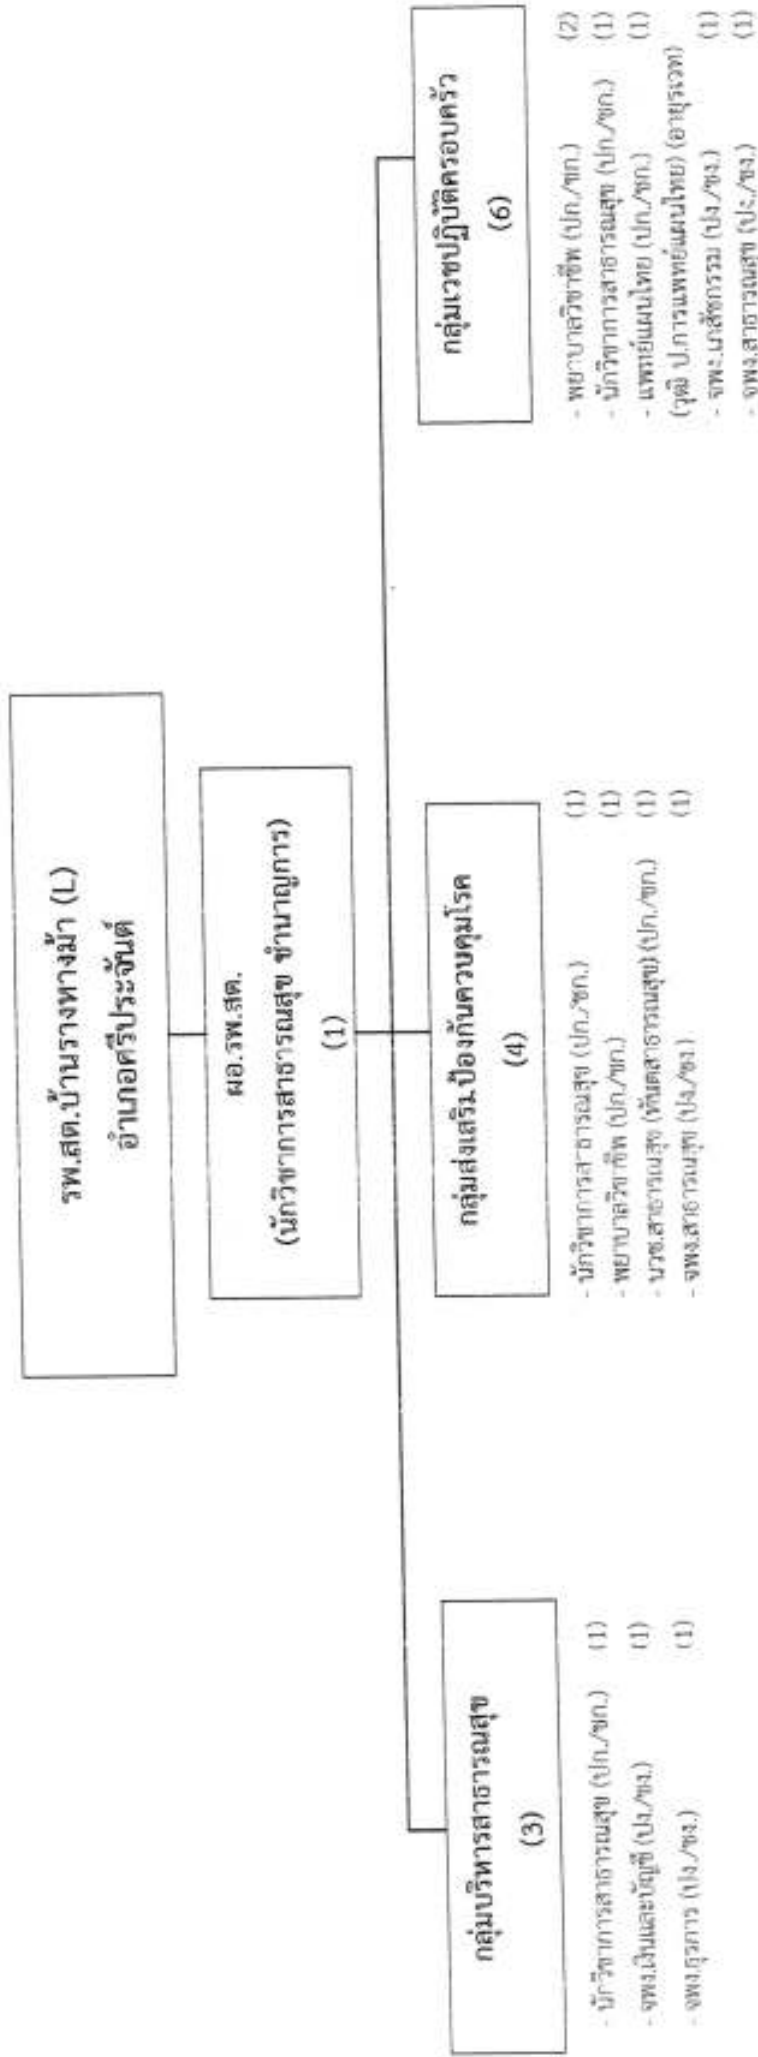 รพ.สต.บ้านรางทางม้า (L)
อำเภอศรีประจันต์
ผอ.รพ.สต.
(นักวิชาการสาธารณสุข ชำนาญการ)
(1)
กลุ่มบริหารสาธารณสุข
(3)
- นักวิชาการสาธารณสุข (ปก./ชก.) (1)
- จพง.เงินและบัญชี (ปง./ชง.) (1)
- จพง.ธุรการ (ปง./ชง.) (1)
กลุ่มส่งเสริม ป้องกันควบคุมโรค
(4)
- นักวิชาการสาธารณสุข (ปก./ชก.) (1)
- พยาบาลวิชาชีพ (ปก./ชก.) (1)
- นวช.สาธารณสุข (ทันตสาธารณสุข) (ปก./ชก.) (1)
- จพง.สาธารณสุข (ปง./ชง.) (1)
กลุ่มเวชปฏิบัติครอบครัว
(6)
- พยาบาลวิชาชีพ (ปก./ชก.) (2)
- นักวิชาการสาธารณสุข (ปก./ชก.) (1)
- แพทย์แผนไทย (ปก./ชก.) (1)
(วุฒิ ป.การแพทย์แผนไทย) (อายุรเวท)
- จพง.เภสัชกรรม (ปง./ชง.) (1)
- จพง.สาธารณสุข (ปง./ชง.) (1)